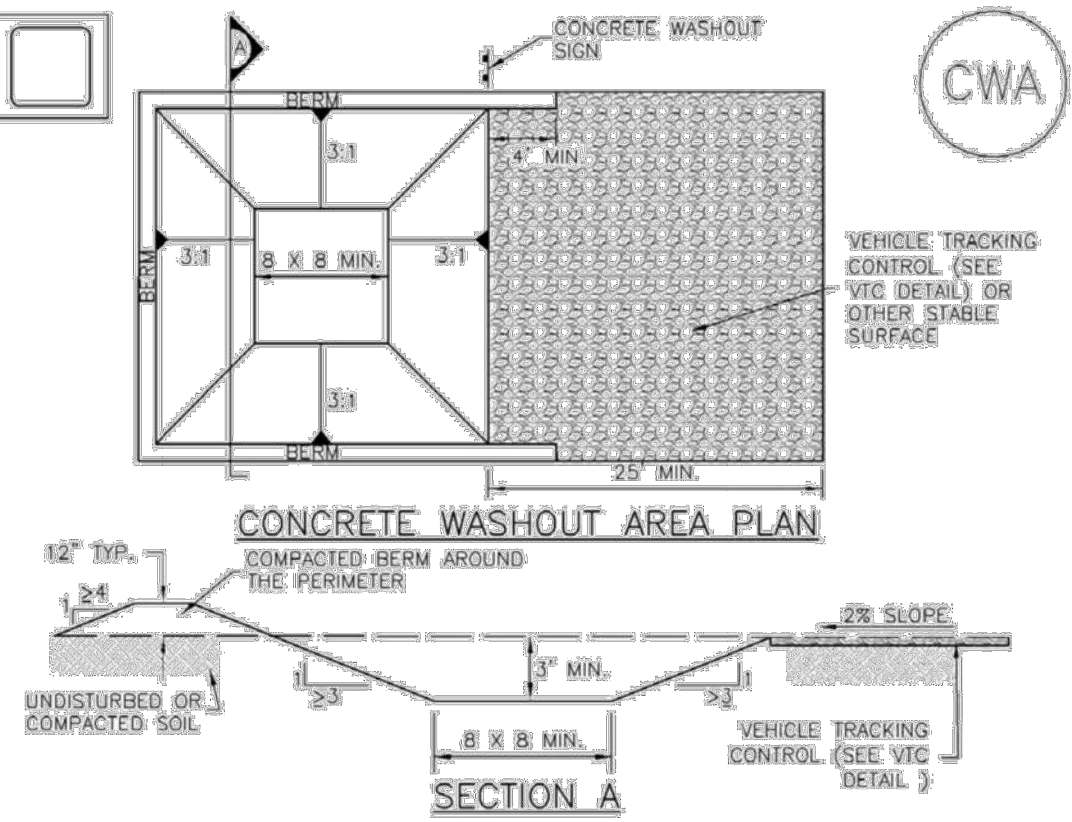 A
CONCRETE WASHOUT
SIGN
CWA
BERM
3:1
4' MIN.
3:1
8 X 8 MIN.
3:1
BERM
VEHICLE TRACKING
CONTROL (SEE
VTC DETAIL) OR
OTHER STABLE
SURFACE
3:1
BERM
25' MIN.
CONCRETE WASHOUT AREA PLAN
12" TYP.
COMPACTED BERM AROUND
THE PERIMETER
1
≥4
2% SLOPE
3' MIN.
1
≥3
1
≥3
UNDISTURBED OR
COMPACTED SOIL
8 X 8 MIN.
VEHICLE TRACKING
CONTROL (SEE VTC
DETAIL )
SECTION A